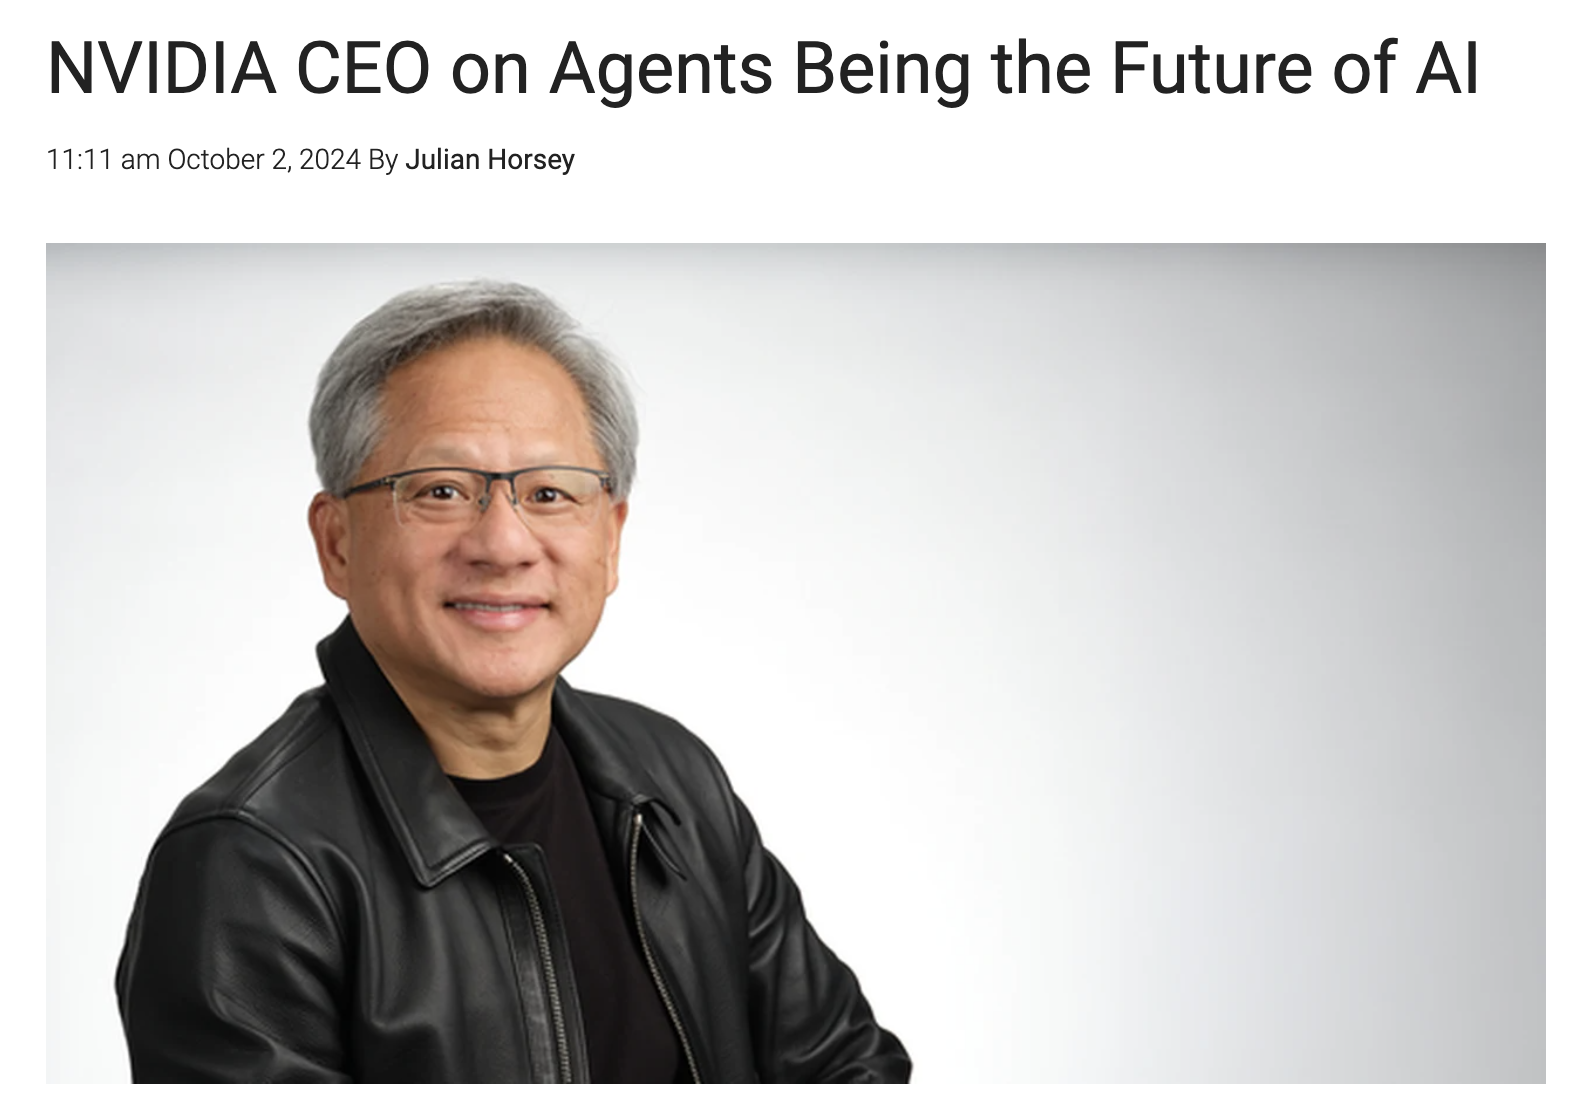 NVIDIA CEO on Agents Being the Future of AI
11:11 am October 2, 2024 By Julian Horsey